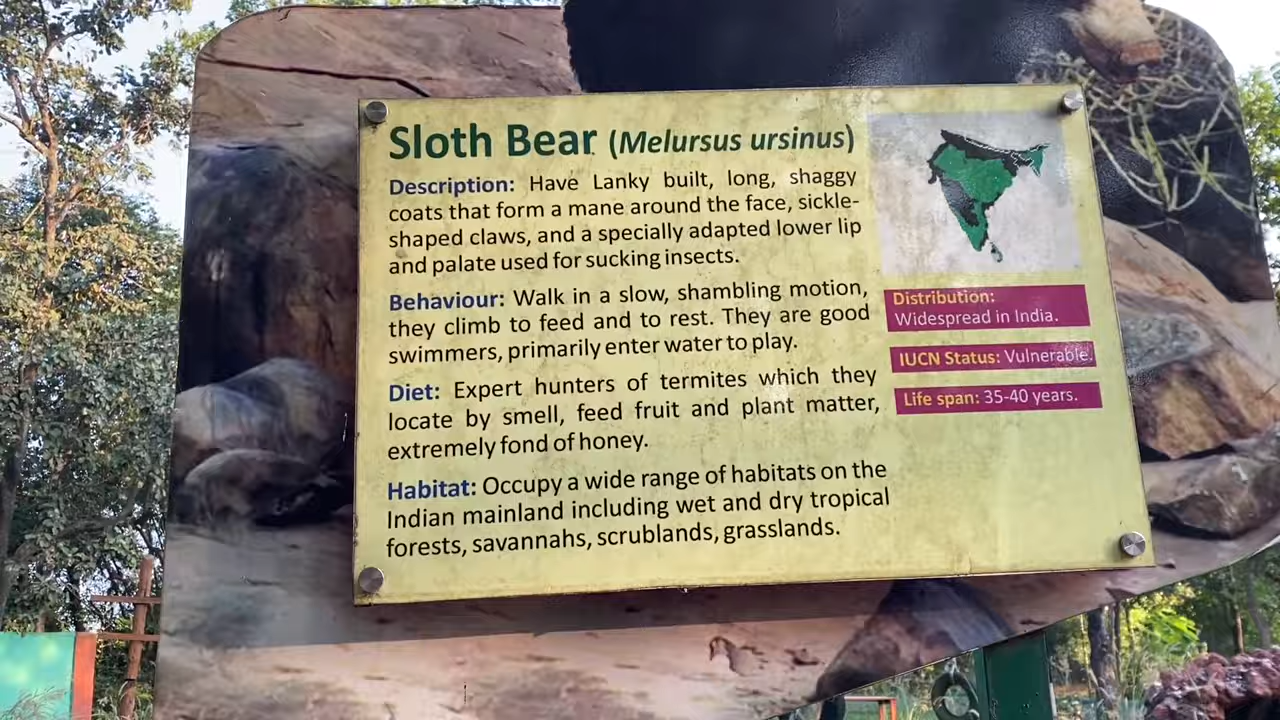 Sloth Bear (Melursus ursinus)
Description: Have Lanky built, long, shaggy
coats that form a mane around the face, sickle-
shaped claws, and a specially adapted lower lip
and palate used for sucking insects.
Behaviour: Walk in a slow, shambling motion,
they climb to feed and to rest. They are good
swimmers, primarily enter water to play.
Diet: Expert hunters of termites which they
locate by smell, feed fruit and plant matter,
extremely fond of honey.
Habitat: Occupy a wide range of habitats on the
Indian mainland including wet and dry tropical
forests, savannahs, scrublands, grasslands.
Distribution:
Widespread in India.
IUCN Status: Vulnerable.
Life span: 35-40 years.